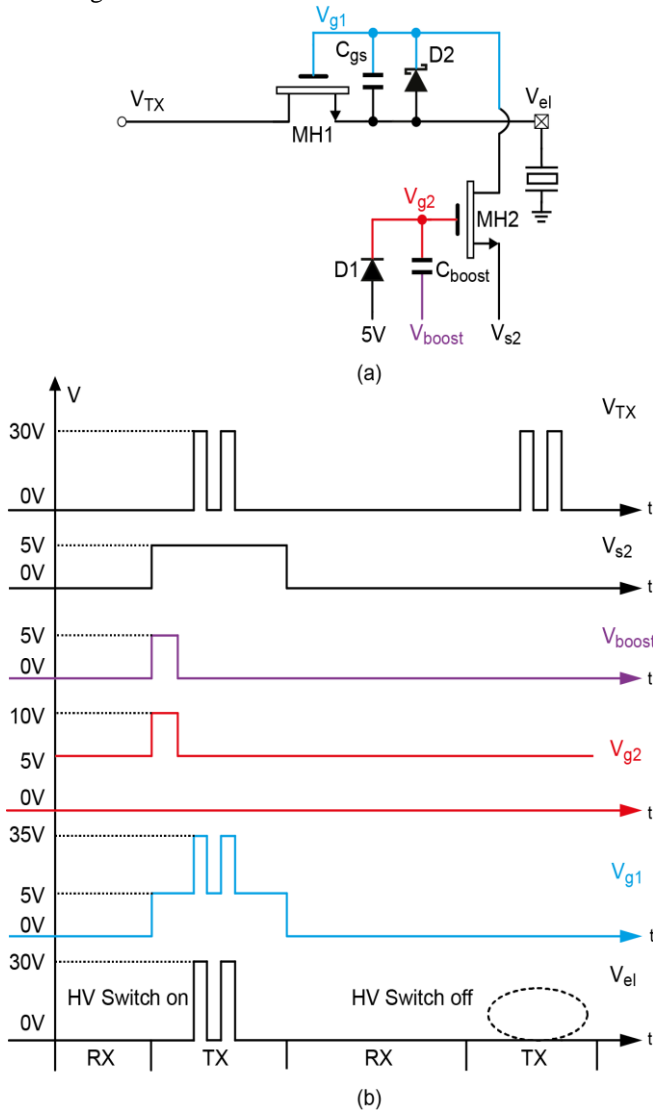 Vg1
Cgs
D2
VTX
Vel
MH1
Vg2
MH2
D1
Cboost
5V
Vboost
Vs2
(a)
V
VTX
30V
0V
t
5V
Vs2
0V
t
5V
Vboost
0V
t
10V
Vg2
5V
0V
t
35V
Vg1
5V
0V
t
30V
Vel
HV Switch on
HV Switch off
0V
t
RX
TX
RX
TX
(b)